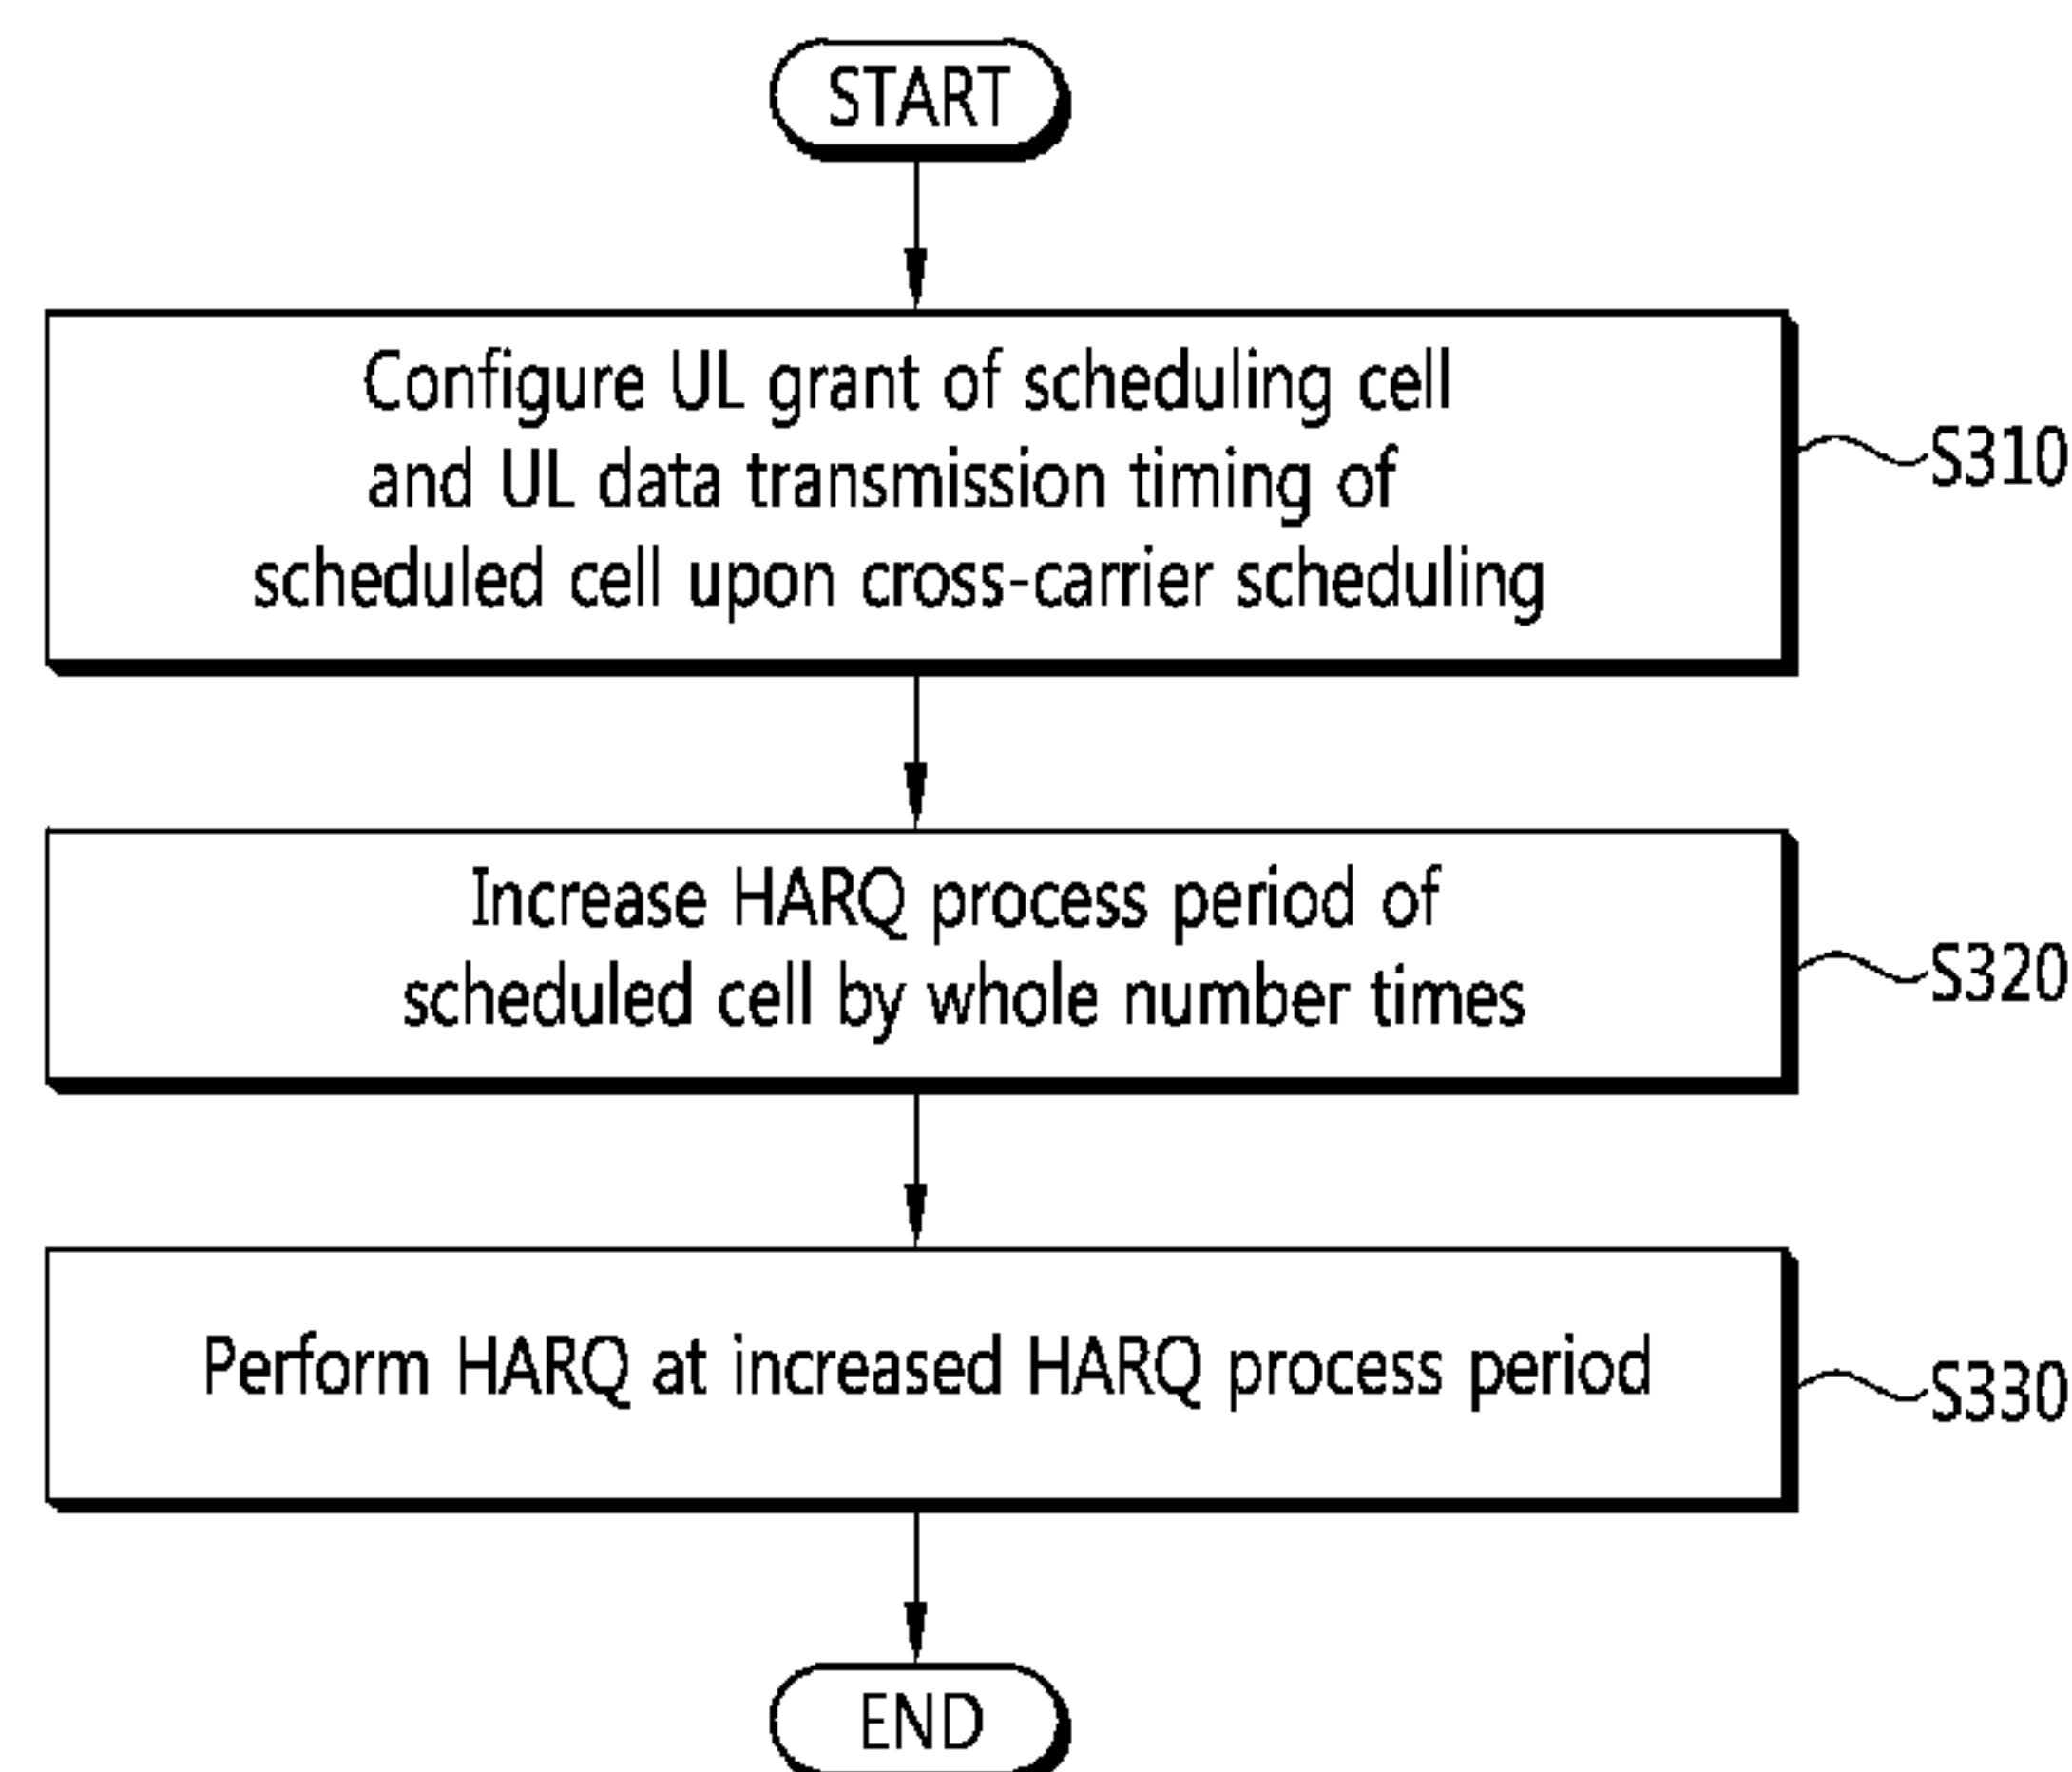 START
Configure UL grant of scheduling cell
and UL data transmission timing of
scheduled cell upon cross-carrier scheduling
S310
Increase HARQ process period of
scheduled cell by whole number times
S320
Perform HARQ at increased HARQ process period
S330
END